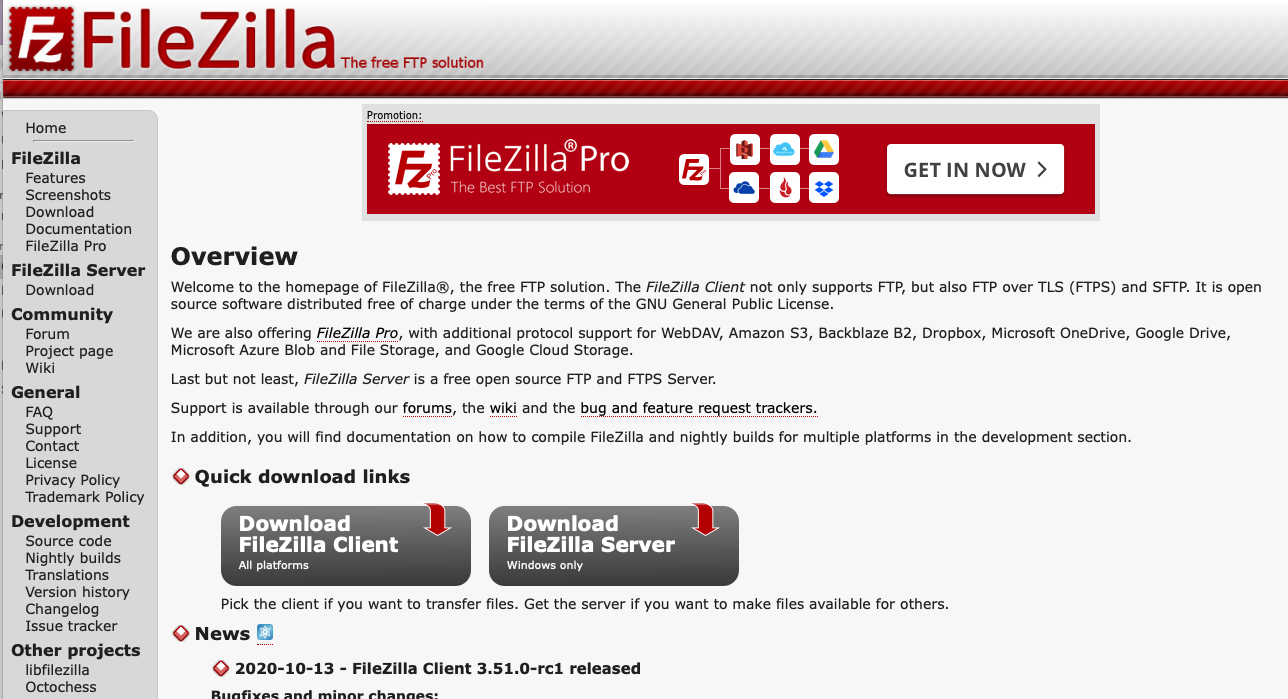 FileZilla The free FTP solution
Home
FileZilla
Features
Screenshots
Download
Documentation
FileZilla Pro
FileZilla Server
Download
Community
Forum
Project page
Wiki
General
FAQ
Support
Contact
License
Privacy Policy
Trademark Policy
Development
Source code
Nightly builds
Translations
Version history
Changelog
Issue tracker
Other projects
libfilezilla
Octochess
Promotion:
FileZilla® Pro
The Best FTP Solution
GET IN NOW
Overview
Welcome to the homepage of FileZilla®, the free FTP solution. The FileZilla Client not only supports FTP, but also FTP over TLS (FTPS) and SFTP. It is open
source software distributed free of charge under the terms of the GNU General Public License.
We are also offering FileZilla Pro, with additional protocol support for WebDAV, Amazon S3, Backblaze B2, Dropbox, Microsoft OneDrive, Google Drive,
Microsoft Azure Blob and File Storage, and Google Cloud Storage.
Last but not least, FileZilla Server is a free open source FTP and FTPS Server.
Support is available through our forums, the wiki and the bug and feature request trackers.
In addition, you will find documentation on how to compile FileZilla and nightly builds for multiple platforms in the development section.
Quick download links
Download
FileZilla Client
All platforms
Download
FileZilla Server
Windows only
Pick the client if you want to transfer files. Get the server if you want to make files available for others.
News
2020-10-13 - FileZilla Client 3.51.0-rc1 released
Bugfixes and minor changes: